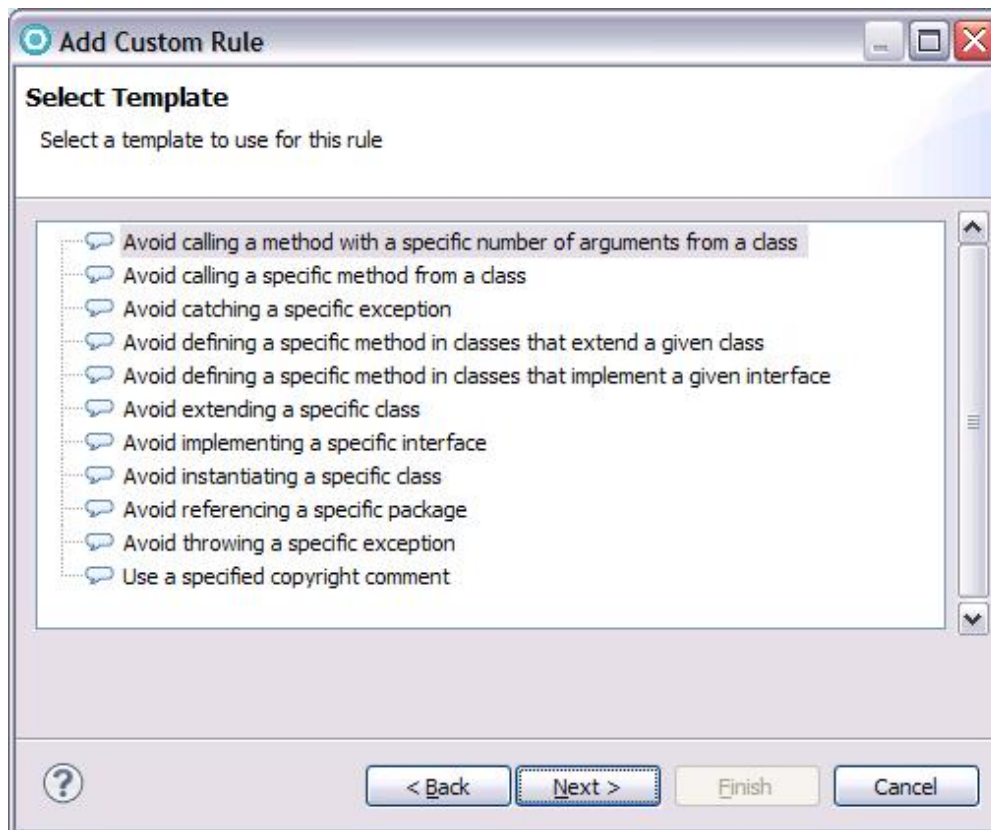 Add Custom Rule
Select Template
Select a template to use for this rule
Avoid calling a method with a specific number of arguments from a class
Avoid calling a specific method from a class
Avoid catching a specific exception
Avoid defining a specific method in classes that extend a given class
Avoid defining a specific method in classes that implement a given interface
Avoid extending a specific class
Avoid implementing a specific interface
Avoid instantiating a specific class
Avoid referencing a specific package
Avoid throwing a specific exception
Use a specified copyright comment
? < Back Next > Finish Cancel